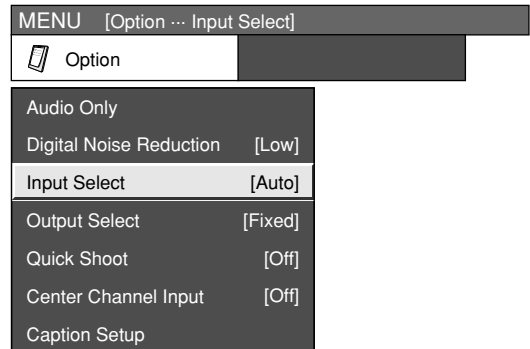 MENU [Option ··· Input Select]
Option
Audio Only
Digital Noise Reduction [Low]
Input Select [Auto]
Output Select [Fixed]
Quick Shoot [Off]
Center Channel Input [Off]
Caption Setup